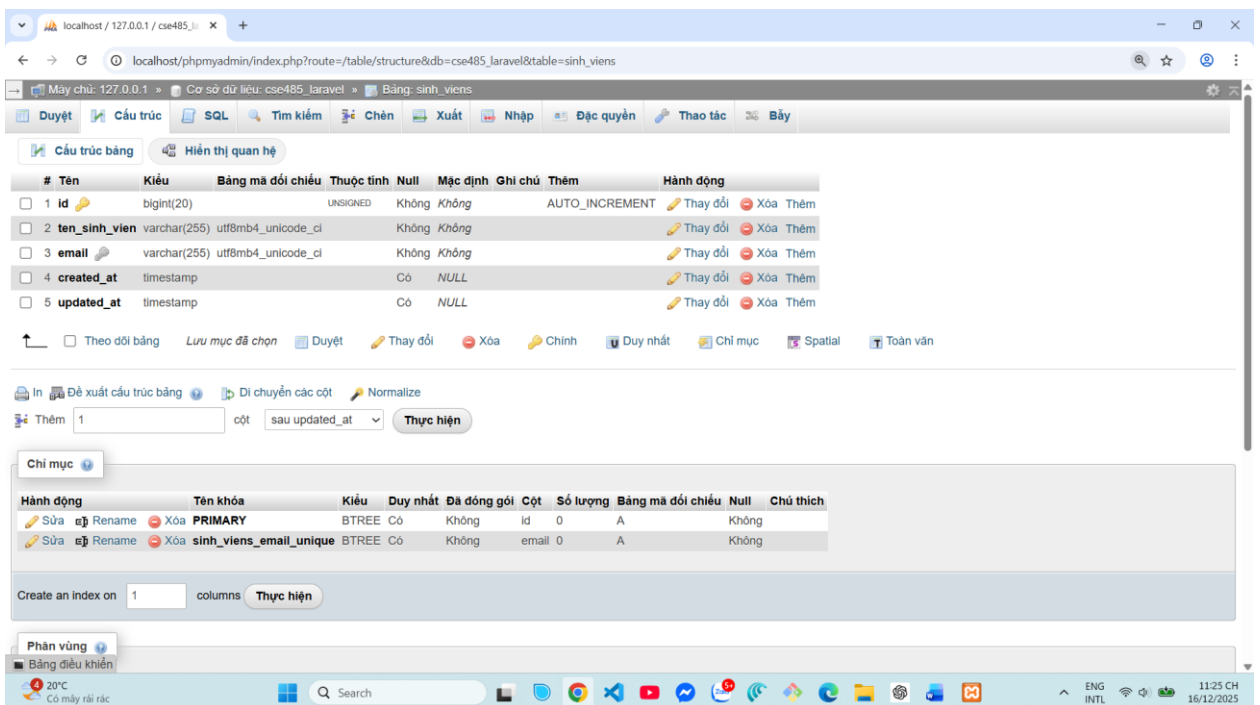 localhost / 127.0.0.1 / cse485_l
localhost/phpmyadmin/index.php?route=/table/structure&db=cse485_laravel&table=sinh_viens
Máy chủ: 127.0.0.1 » Cơ sở dữ liệu: cse485_laravel » Bảng: sinh_viens
Duyệt Cấu trúc SQL Tìm kiếm Chèn Xuất Nhập Đặc quyền Thao tác Bẫy
Cấu trúc bảng Hiển thị quan hệ
# Tên Kiểu Bảng mã đối chiếu Thuộc tính Null Mặc định Ghi chú Thêm Hành động
1 id bigint(20) UNSIGNED Không Không AUTO_INCREMENT Thay đổi Xóa Thêm
2 ten_sinh_vien varchar(255) utf8mb4_unicode_ci Không Không Thay đổi Xóa Thêm
3 email varchar(255) utf8mb4_unicode_ci Không Không Thay đổi Xóa Thêm
4 created_at timestamp Có NULL Thay đổi Xóa Thêm
5 updated_at timestamp Có NULL Thay đổi Xóa Thêm
Theo dõi bảng Lưu mục đã chọn Duyệt Thay đổi Xóa Chính Duy nhất Chỉ mục Spatial Toàn văn
In Đề xuất cấu trúc bảng Di chuyển các cột Normalize
Thêm 1 cột sau updated_at Thực hiện
Chỉ mục
Hành động Tên khóa Kiểu Duy nhất Đã đóng gói Cột Số lượng Bảng mã đối chiếu Null Chú thích
Sửa Rename Xóa PRIMARY BTREE Có Không id 0 A Không
Sửa Rename Xóa sinh_viens_email_unique BTREE Có Không email 0 A Không
Create an index on 1 columns Thực hiện
Phân vùng
Bảng điều khiển
4 20°C Search 5+ Zalo ENG 11:25 CH
Có mây rải rác INTL 16/12/2025